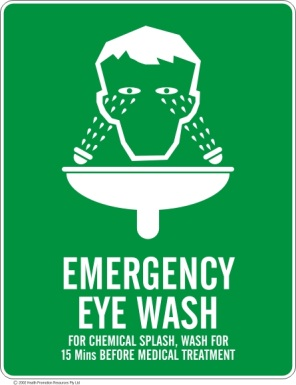 EMERGENCY
EYE WASH
FOR CHEMICAL SPLASH, WASH FOR
15 Mins BEFORE MEDICAL TREATMENT